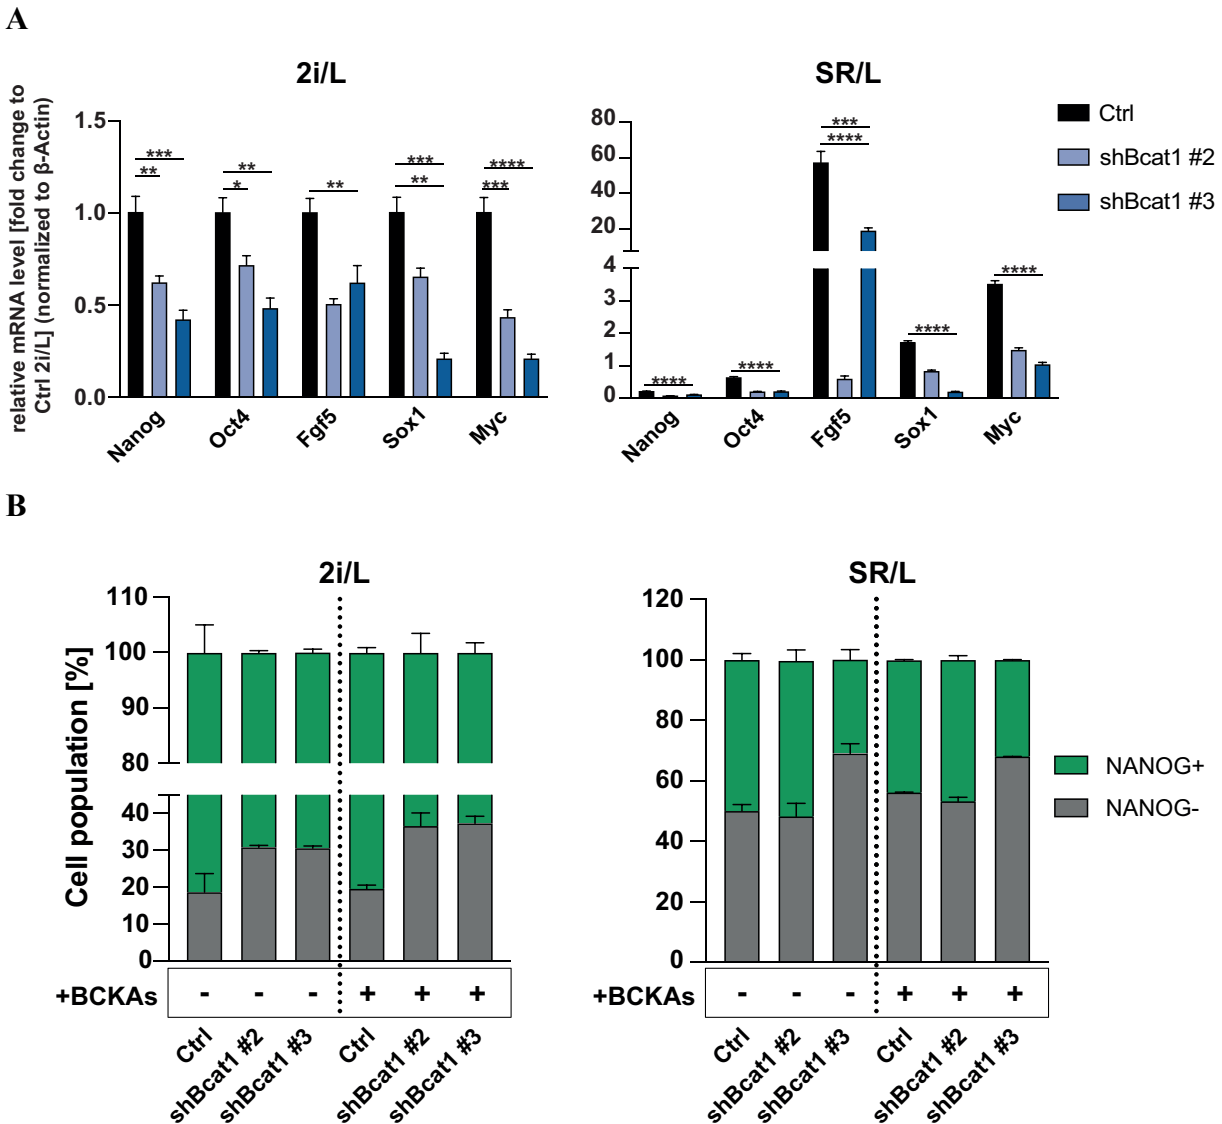 A
2i/L
SR/L
relative mRNA level [fold change to
Ctrl 2i/L] (normalized to β-Actin)
1.5
1.0
0.5
0.0
***
**
**
*
**
***
**
****
***
Nanog
Oct4
Fgf5
Sox1
Myc
80
60
40
20
4
3
2
1
0
****
****
***
****
****
****
Nanog
Oct4
Fgf5
Sox1
Myc
Ctrl
shBcat1 #2
shBcat1 #3
B
2i/L
SR/L
Cell population [%]
110
100
90
80
40
30
20
10
0
+BCKAs
- - - + + +
Ctrl
shBcat1 #2
shBcat1 #3
Ctrl
shBcat1 #2
shBcat1 #3
120
100
80
60
40
20
0
+BCKAs
- - - + + +
Ctrl
shBcat1 #2
shBcat1 #3
Ctrl
shBcat1 #2
shBcat1 #3
NANOG+
NANOG-